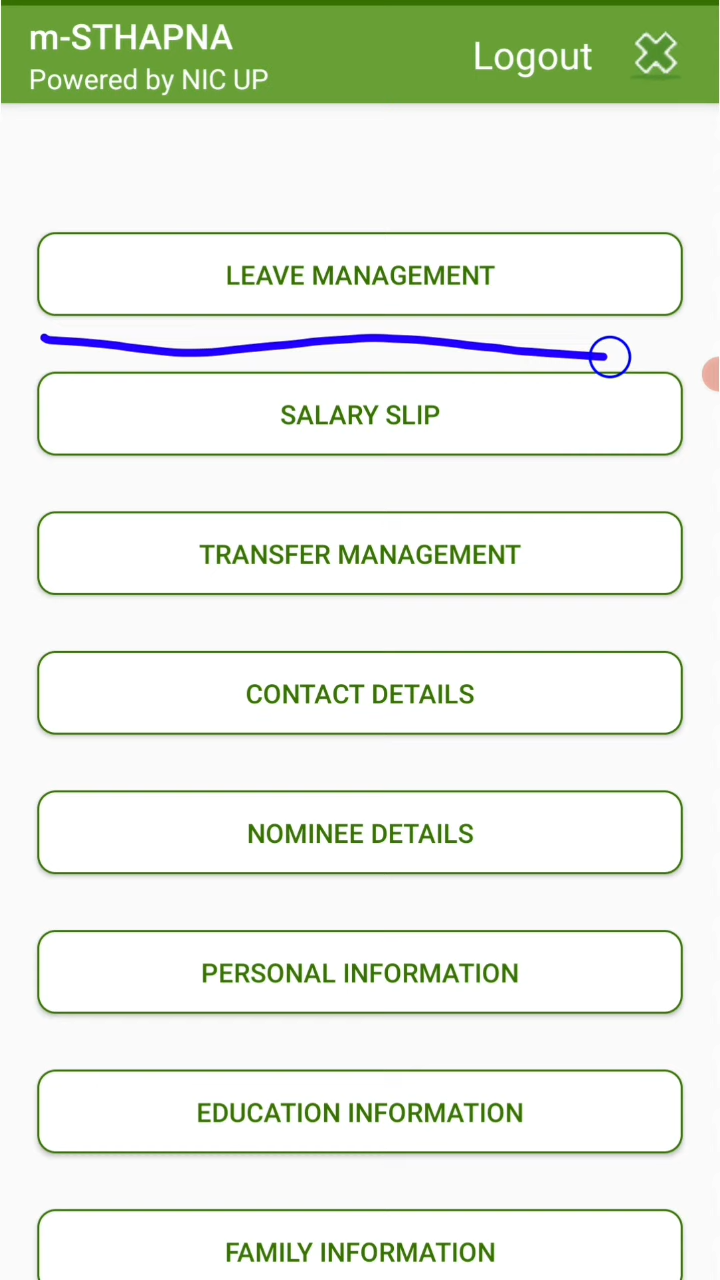 m-STHAPNA
Powered by NIC UP
Logout
LEAVE MANAGEMENT
SALARY SLIP
TRANSFER MANAGEMENT
CONTACT DETAILS
NOMINEE DETAILS
PERSONAL INFORMATION
EDUCATION INFORMATION
FAMILY INFORMATION